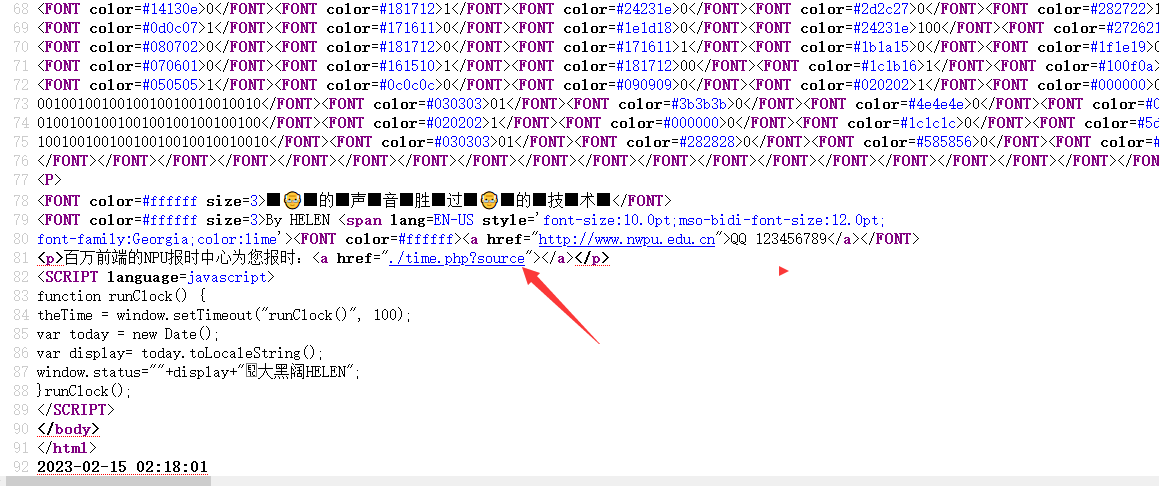 68 <FONT color=#14130e>0</FONT><FONT color=#181712>1</FONT><FONT color=#24231e>0</FONT><FONT color=#2d2c27>0</FONT><FONT color=#282722>1
69 <FONT color=#0d0c07>1</FONT><FONT color=#171611>0</FONT><FONT color=#1e1d18>0</FONT><FONT color=#24231e>100</FONT><FONT color=#272621
70 <FONT color=#080702>0</FONT><FONT color=#181712>0</FONT><FONT color=#171611>1</FONT><FONT color=#1b1a15>0</FONT><FONT color=#1f1e19>0
71 <FONT color=#070601>0</FONT><FONT color=#161510>1</FONT><FONT color=#181712>00</FONT><FONT color=#1c1b16>1</FONT><FONT color=#100f0a>
72 <FONT color=#050505>1</FONT><FONT color=#0c0c0c>0</FONT><FONT color=#090909>0</FONT><FONT color=#020202>1</FONT><FONT color=#000000>0
73 0010010010010010010010010010</FONT><FONT color=#030303>01</FONT><FONT color=#3b3b3b>0</FONT><FONT color=#4e4e4e>0</FONT><FONT color=
74 0100100100100100100100100100</FONT><FONT color=#020202>1</FONT><FONT color=#000000>0</FONT><FONT color=#1c1c1c>0</FONT><FONT color=#5d
75 1001001001001001001001001001​0</FONT><FONT color=#030303>01</FONT><FONT color=#282828>0</FONT><FONT color=#585856>0</FONT><FONT color=
76 </FONT></FONT></FONT></FONT></FONT></FONT></FONT></FONT></FONT></FONT></FONT></FONT></FONT></FONT></FONT></FON
77 <P>
78 <FONT color=#ffffff size=3>■😅■的■声■音■胜■过■😅■的■技■术■</FONT>
79 <FONT color=#ffffff size=3>By HELEN <span lang=EN-US style='font-size:10.0pt;mso-bidi-font-size:12.0pt;
80 font-family:Georgia;color:lime'><FONT color=#ffffff><a href="http://www.nwpu.edu.cn">QQ 123456789</a></FONT>
81 <p>百万前端的NPU报时中心为您报时：<a href="./time.php?source"></a></p>
82 <SCRIPT language=javascript>
83 function runClock() {
84 theTime = window.setTimeout("runClock()", 100);
85 var today = new Date();
86 var display= today.toLocaleString();
87 window.status=""+display+"大黑阔HELEN";
88 }runClock();
89 </SCRIPT>
90 </body>
91 </html>
92 2023-02-15 02:18:01